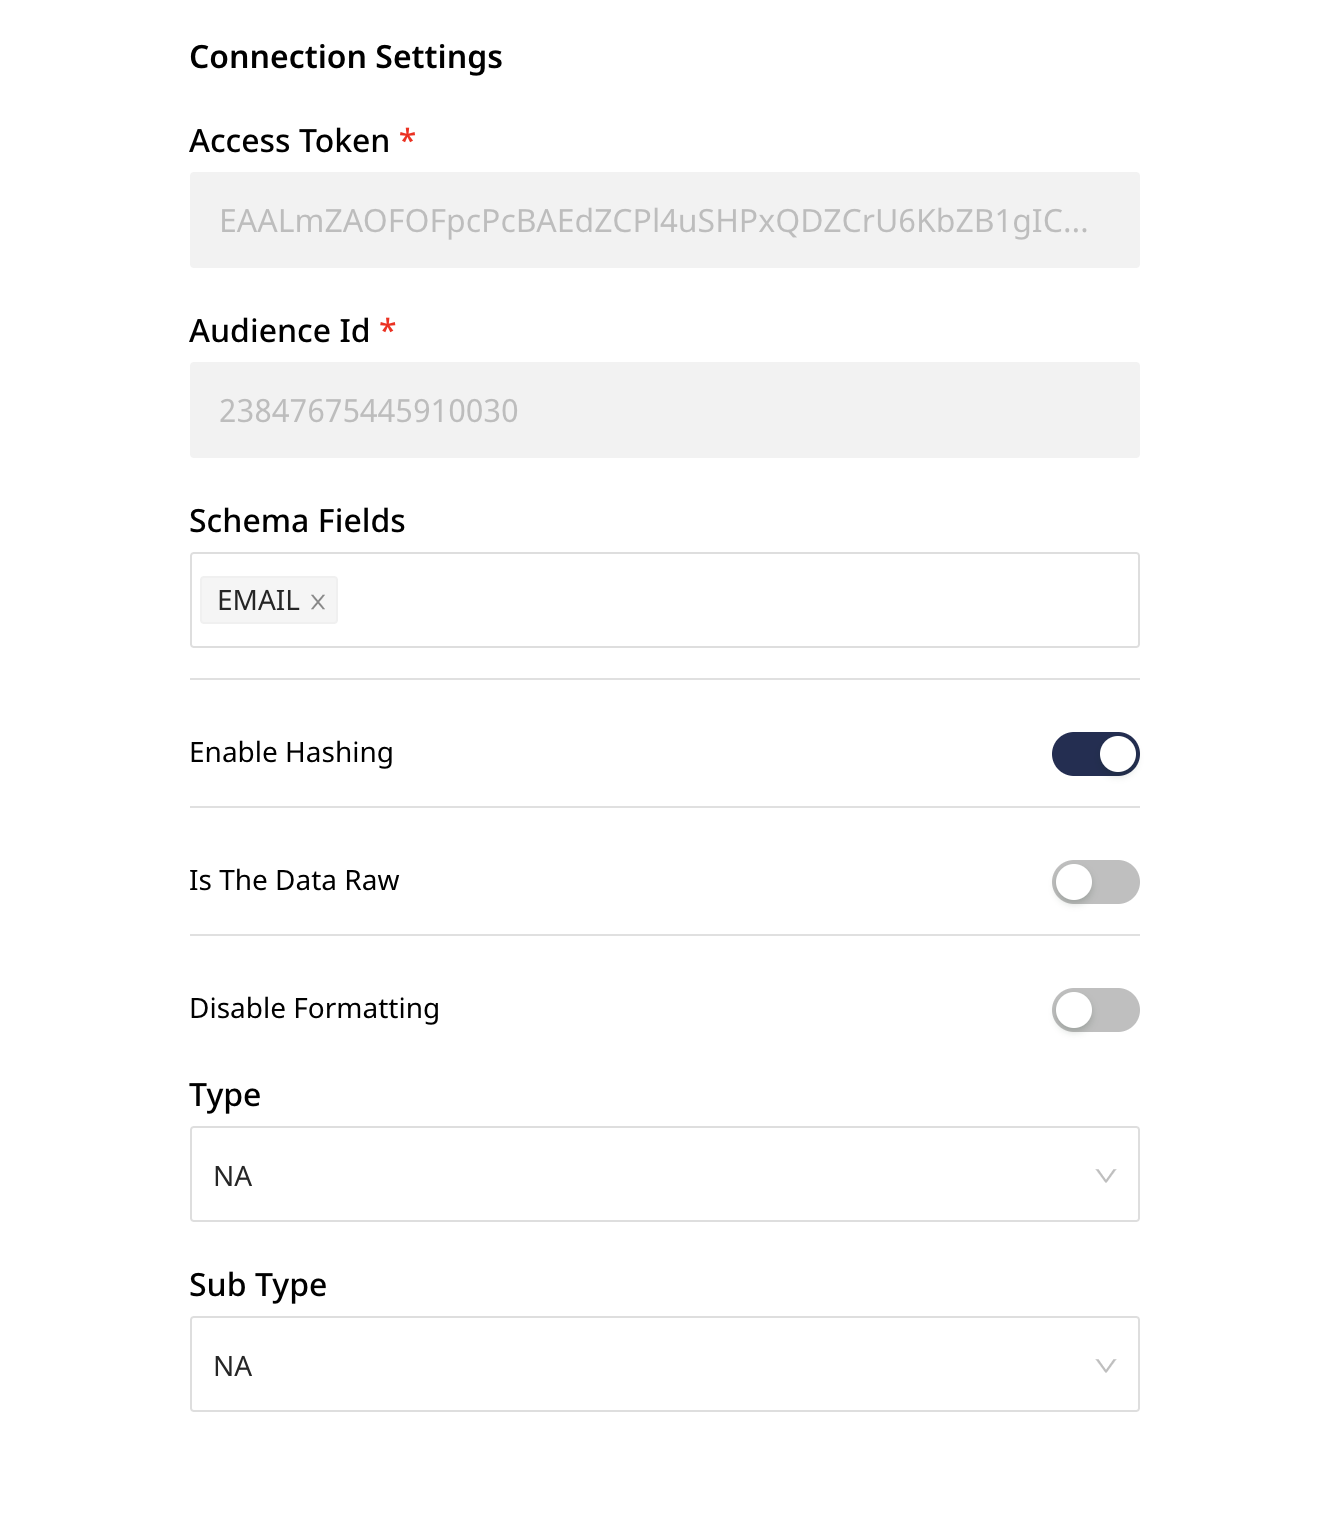 Connection Settings
Access Token *
EAALmZAOFOFpcPcBAEdZCPl4uSHPxQDZCrU6KbZB1gIC...
Audience Id *
23847675445910030
Schema Fields
EMAIL
Enable Hashing
Is The Data Raw
Disable Formatting
Type
NA
Sub Type
NA